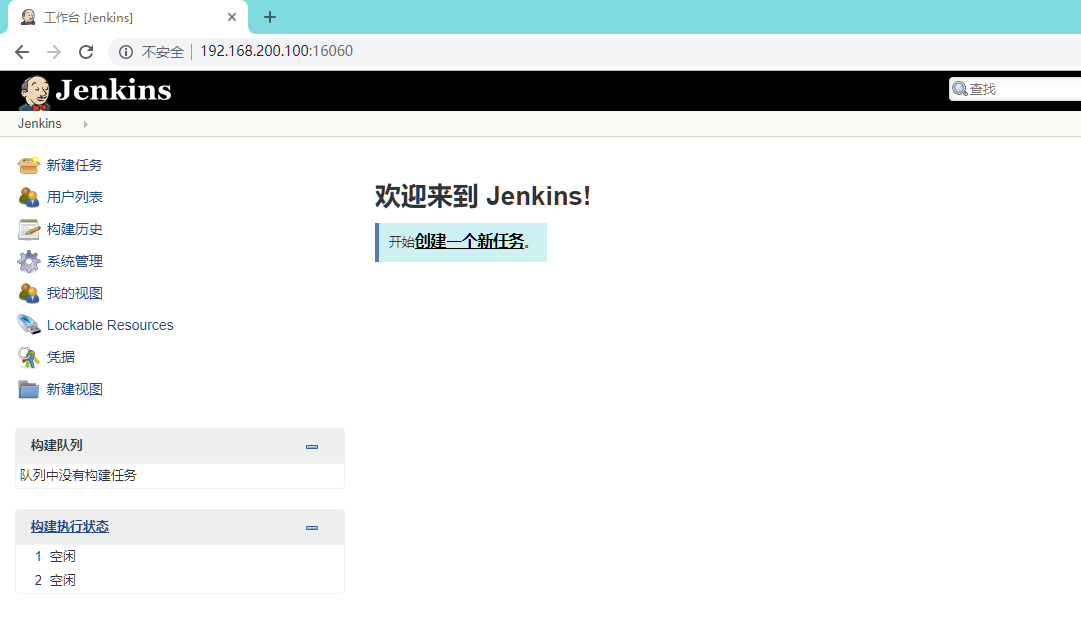 工作台 [Jenkins]
不安全 192.168.200.100:16060
Jenkins
查找
Jenkins
新建任务
用户列表
构建历史
系统管理
我的视图
Lockable Resources
凭据
新建视图
构建队列
队列中没有构建任务
构建执行状态
1 空闲
2 空闲
欢迎来到 Jenkins!
开始创建一个新任务。